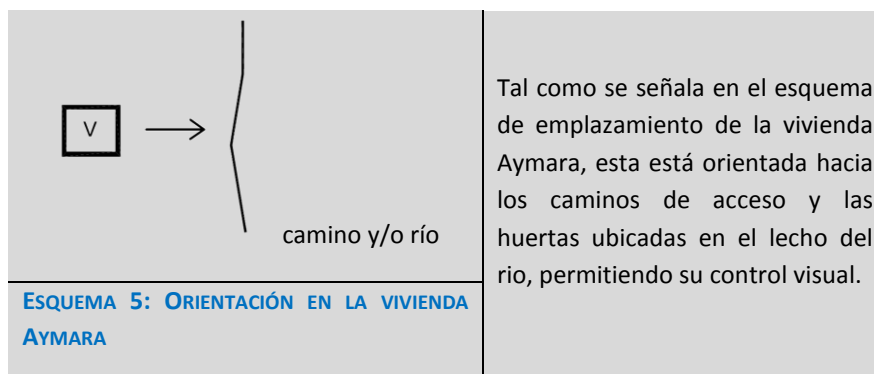 V
camino y/o río
ESQUEMA 5: ORIENTACIÓN EN LA VIVIENDA
AYMARA
Tal como se señala en el esquema
de emplazamiento de la vivienda
Aymara, esta está orientada hacia
los caminos de acceso y las
huertas ubicadas en el lecho del
rio, permitiendo su control visual.